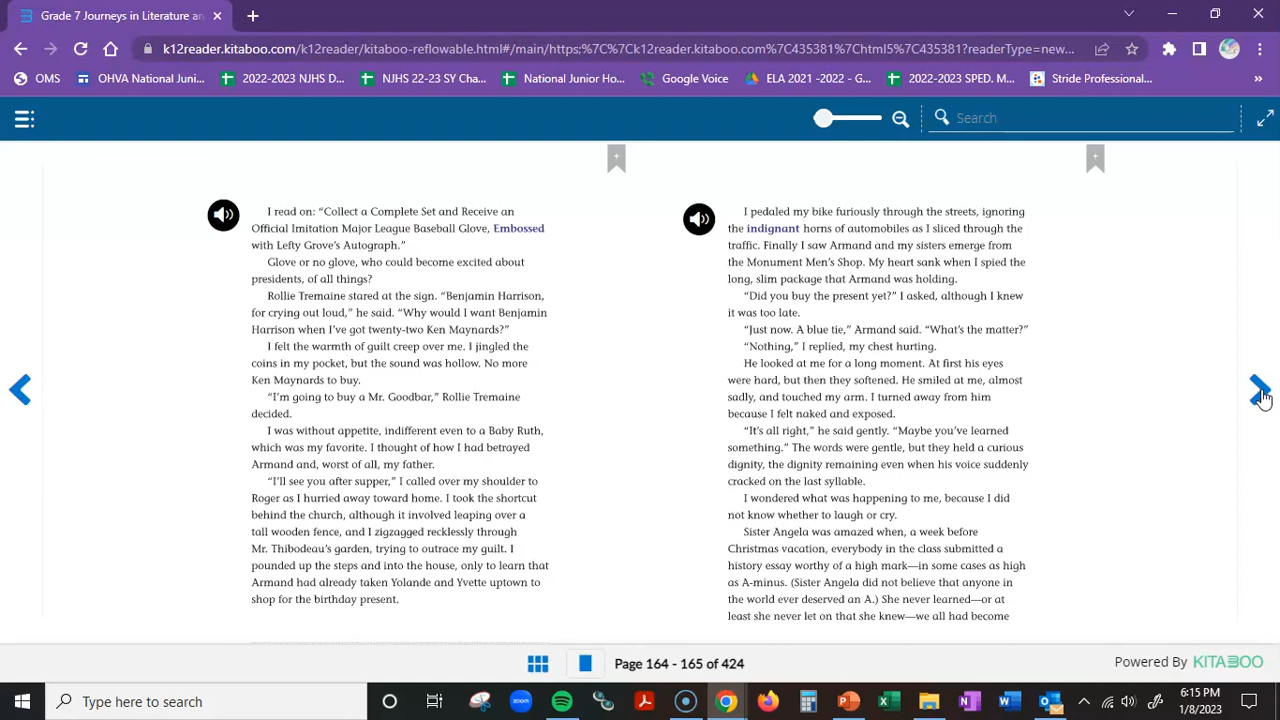 Grade 7 Journeys in Literature an
k12reader.kitaboo.com/k12reader/kitaboo-reflowable.html#/main/https;%7C%7Ck12reader.kitaboo.com%7C435381%7Chtml5%7C435381?readerType=new...
OMS
OHVA National Juni...
2022-2023 NJHS D...
NJHS 22-23 SY Cha...
National Junior Ho...
Google Voice
ELA 2021 -2022 - G...
2022-2023 SPED. M...
Stride Professional...
Search
I read on: “Collect a Complete Set and Receive an
Official Imitation Major League Baseball Glove, Embossed
with Lefty Grove’s Autograph.”
Glove or no glove, who could become excited about
presidents, of all things?
Rollie Tremaine stared at the sign. “Benjamin Harrison,
for crying out loud,” he said. “Why would I want Benjamin
Harrison when I’ve got twenty-two Ken Maynards?”
I felt the warmth of guilt creep over me. I jingled the
coins in my pocket, but the sound was hollow. No more
Ken Maynards to buy.
“I’m going to buy a Mr. Goodbar,” Rollie Tremaine
decided.
I was without appetite, indifferent even to a Baby Ruth,
which was my favorite. I thought of how I had betrayed
Armand and, worst of all, my father.
“I’ll see you after supper,” I called over my shoulder to
Roger as I hurried away toward home. I took the shortcut
behind the church, although it involved leaping over a
tall wooden fence, and I zigzagged recklessly through
Mr. Thibodeau’s garden, trying to outrace my guilt. I
pounded up the steps and into the house, only to learn that
Armand had already taken Yolande and Yvette uptown to
shop for the birthday present.
I pedaled my bike furiously through the streets, ignoring
the indignant horns of automobiles as I sliced through the
traffic. Finally I saw Armand and my sisters emerge from
the Monument Men’s Shop. My heart sank when I spied the
long, slim package that Armand was holding.
“Did you buy the present yet?” I asked, although I knew
it was too late.
“Just now. A blue tie,” Armand said. “What’s the matter?”
“Nothing,” I replied, my chest hurting.
He looked at me for a long moment. At first his eyes
were hard, but then they softened. He smiled at me, almost
sadly, and touched my arm. I turned away from him
because I felt naked and exposed.
“It’s all right,” he said gently. “Maybe you’ve learned
something.” The words were gentle, but they held a curious
dignity, the dignity remaining even when his voice suddenly
cracked on the last syllable.
I wondered what was happening to me, because I did
not know whether to laugh or cry.
Sister Angela was amazed when, a week before
Christmas vacation, everybody in the class submitted a
history essay worthy of a high mark—in some cases as high
as A-minus. (Sister Angela did not believe that anyone in
the world ever deserved an A.) She never learned—or at
least she never let on that she knew—we all had become
Page 164 - 165 of 424
Powered By KITABOO
Type here to search
zoom
6:15 PM
1/8/2023